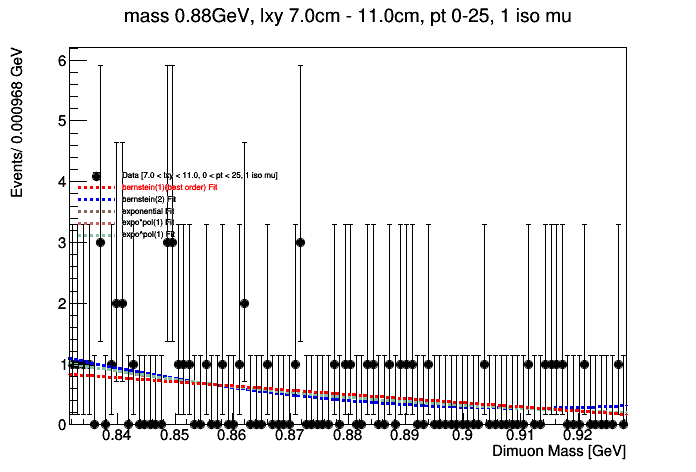 mass 0.88GeV, lxy 7.0cm - 11.0cm, pt 0-25, 1 iso mu
Events/ 0.000968 GeV
6
5
4
3
2
1
0
Data [7.0 < lxy < 11.0, 0 < pt < 25, 1 iso mu]
bernstein(1)(best order) Fit
bernstein(2) Fit
exponential Fit
expo*pol(1) Fit
expo^pol(1) Fit
0.84 0.85 0.86 0.87 0.88 0.89 0.9 0.91 0.92
Dimuon Mass [GeV]